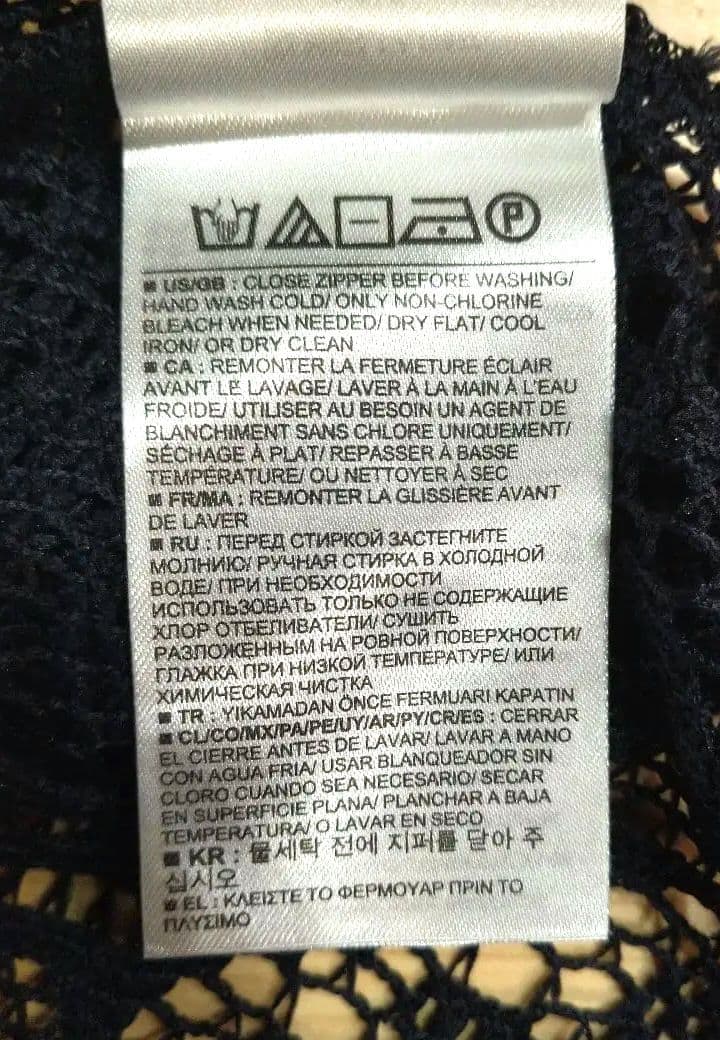 P
■ US/GB : CLOSE ZIPPER BEFORE WASHING/
HAND WASH COLD/ ONLY NON-CHLORINE
BLEACH WHEN NEEDED/ DRY FLAT/ COOL
IRON/ OR DRY CLEAN
■ CA : REMONTER LA FERMETURE ÉCLAIR
AVANT LE LAVAGE/ LAVER À LA MAIN À L'EAU
FROIDE/ UTILISER AU BESOIN UN AGENT DE
BLANCHIMENT SANS CHLORE UNIQUEMENT/
SÉCHAGE À PLAT/ REPASSER À BASSE
TEMPÉRATURE/ OU NETTOYER À SEC
■ FR/MA : REMONTER LA GLISSIÈRE AVANT
DE LAVER
■ RU : ПЕРЕД СТИРКОЙ ЗАСТЕГНИТЕ
МОЛНИЮ/ РУЧНАЯ СТИРКА В ХОЛОДНОЙ
ВОДЕ/ ПРИ НЕОБХОДИМОСТИ
ИСПОЛЬЗОВАТЬ ТОЛЬКО НЕ СОДЕРЖАЩИЕ
ХЛОР ОТБЕЛИВАТЕЛИ/ СУШИТЬ
РАЗЛОЖЕННЫМ НА РОВНОЙ ПОВЕРХНОСТИ/
ГЛАЖКА ПРИ НИЗКОЙ ТЕМПЕРАТУРЕ/ ИЛИ
ХИМИЧЕСКАЯ ЧИСТКА
■ TR : YIKAMADAN ÖNCE FERMUARI KAPATIN
■ CL/CO/MX/PA/PE/UY/AR/PY/CR/ES : CERRAR
EL CIERRE ANTES DE LAVAR/ LAVAR A MANO
CON AGUA FRIA/ USAR BLANQUEADOR SIN
CLORO CUANDO SEA NECESARIO/ SECAR
EN SUPERFICIE PLANA/ PLANCHAR A BAJA
TEMPERATURA/ O LAVAR EN SECO
■ KR : 물세탁 전에 지퍼를 닫아 주
십시오
■ EL : ΚΛΕΙΣΤΕ ΤΟ ΦΕΡΜΟΥΑΡ ΠΡΙΝ ΤΟ
ΠΛΥΣΙΜΟ